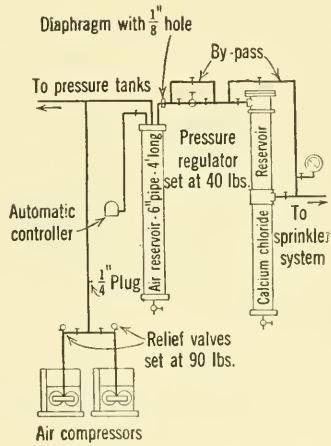 Diaphragm with 1/8" hole
By-pass
To pressure tanks
Pressure
regulator
set at 40 lbs.
Air reservoir - 6" pipe - 4' long
Reservoir
Calcium chloride
Automatic
controller
To
sprinkler
system
1/4" Plug
Relief valves
set at 90 lbs.
Air compressors